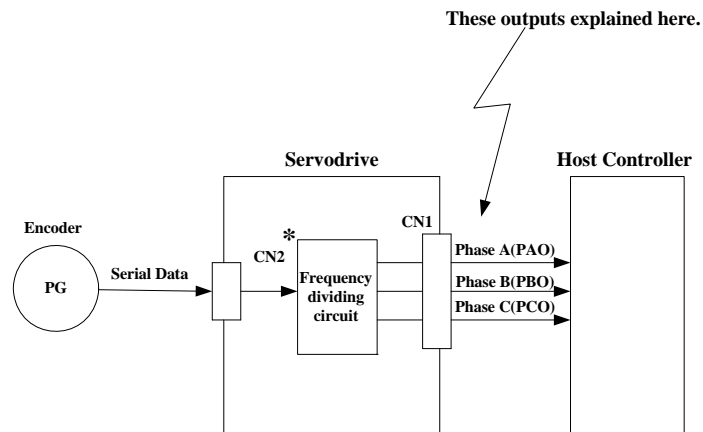 These outputs explained here.
Servodrive
Host Controller
Encoder
PG
Serial Data
CN2
*
Frequency
dividing
circuit
CN1
Phase A(PAO)
Phase B(PBO)
Phase C(PCO)